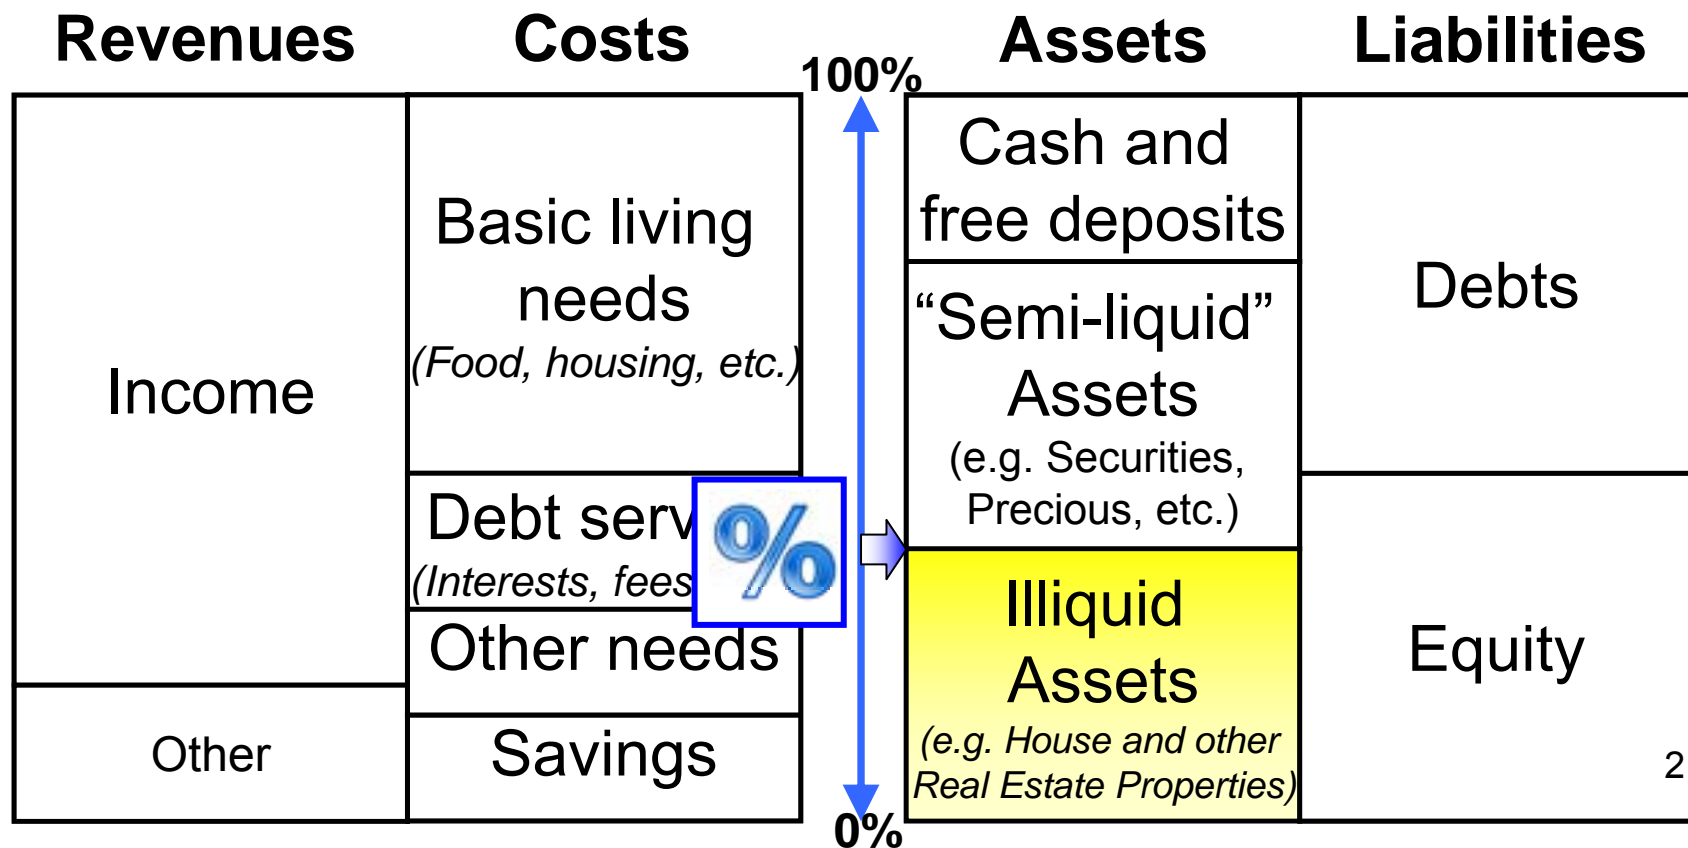 Revenues
Costs
Assets
Liabilities
100%
Income
Other
Basic living
needs
(Food, housing, etc.)
Debt serv
(Interests, fees
%
Other needs
Savings
0%
Cash and
free deposits
“Semi-liquid”
Assets
(e.g. Securities,
Precious, etc.)
Illiquid
Assets
(e.g. House and other
Real Estate Properties)
Debts
Equity
2